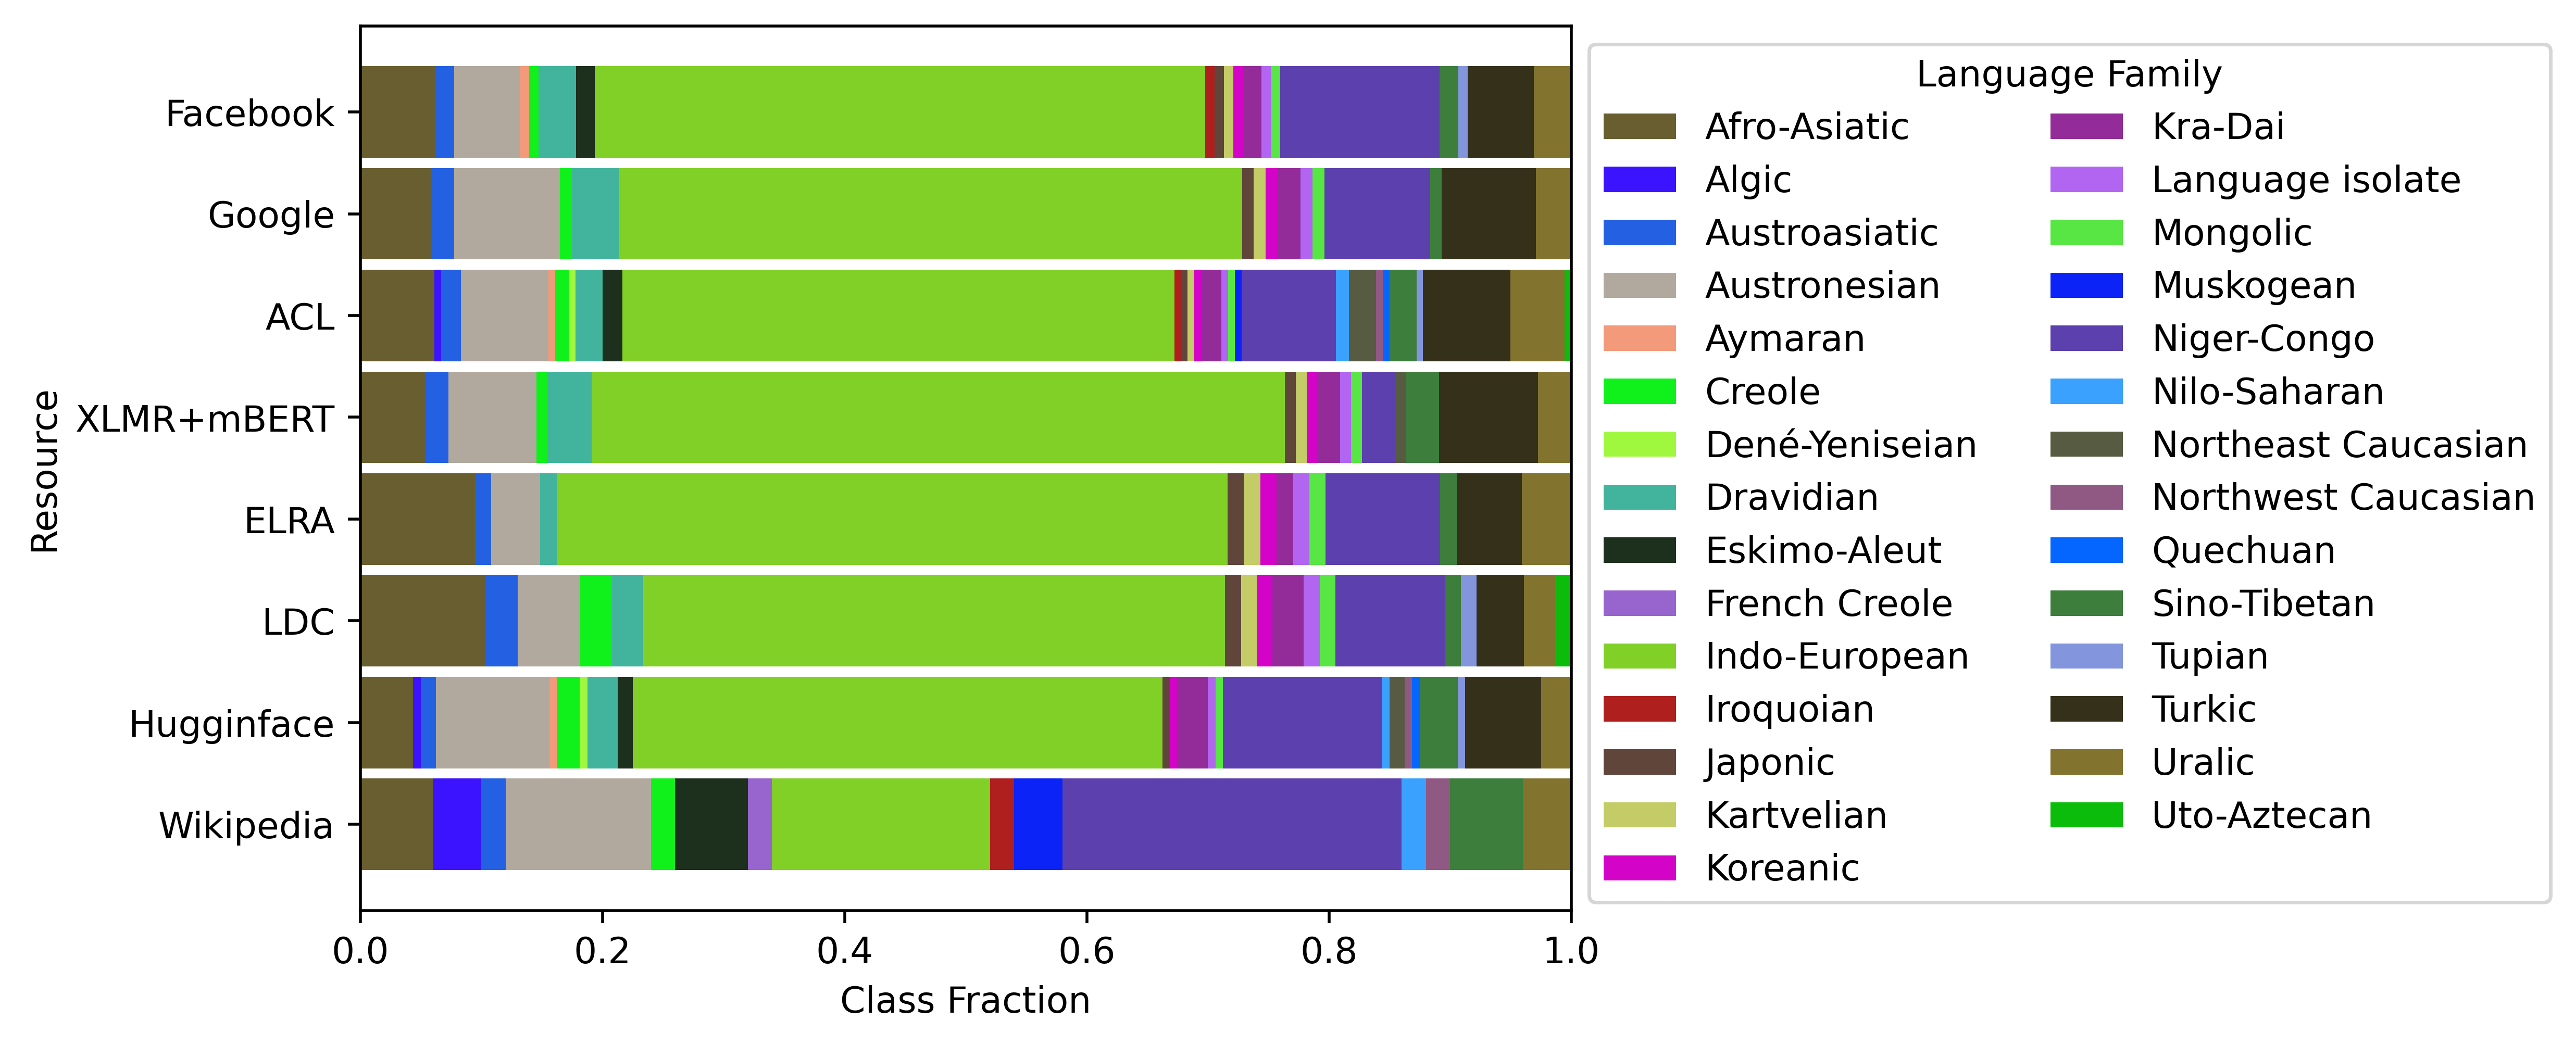 Facebook
Google
ACL
XLMR+mBERT
ELRA
LDC
Hugginface
Wikipedia
Resource
0.0 0.2 0.4 0.6 0.8 1.0
Class Fraction
Language Family
Afro-Asiatic
Algic
Austroasiatic
Austronesian
Aymaran
Creole
Dené-Yeniseian
Dravidian
Eskimo-Aleut
French Creole
Indo-European
Iroquoian
Japonic
Kartvelian
Koreanic
Kra-Dai
Language isolate
Mongolic
Muskogean
Niger-Congo
Nilo-Saharan
Northeast Caucasian
Northwest Caucasian
Quechuan
Sino-Tibetan
Tupian
Turkic
Uralic
Uto-Aztecan